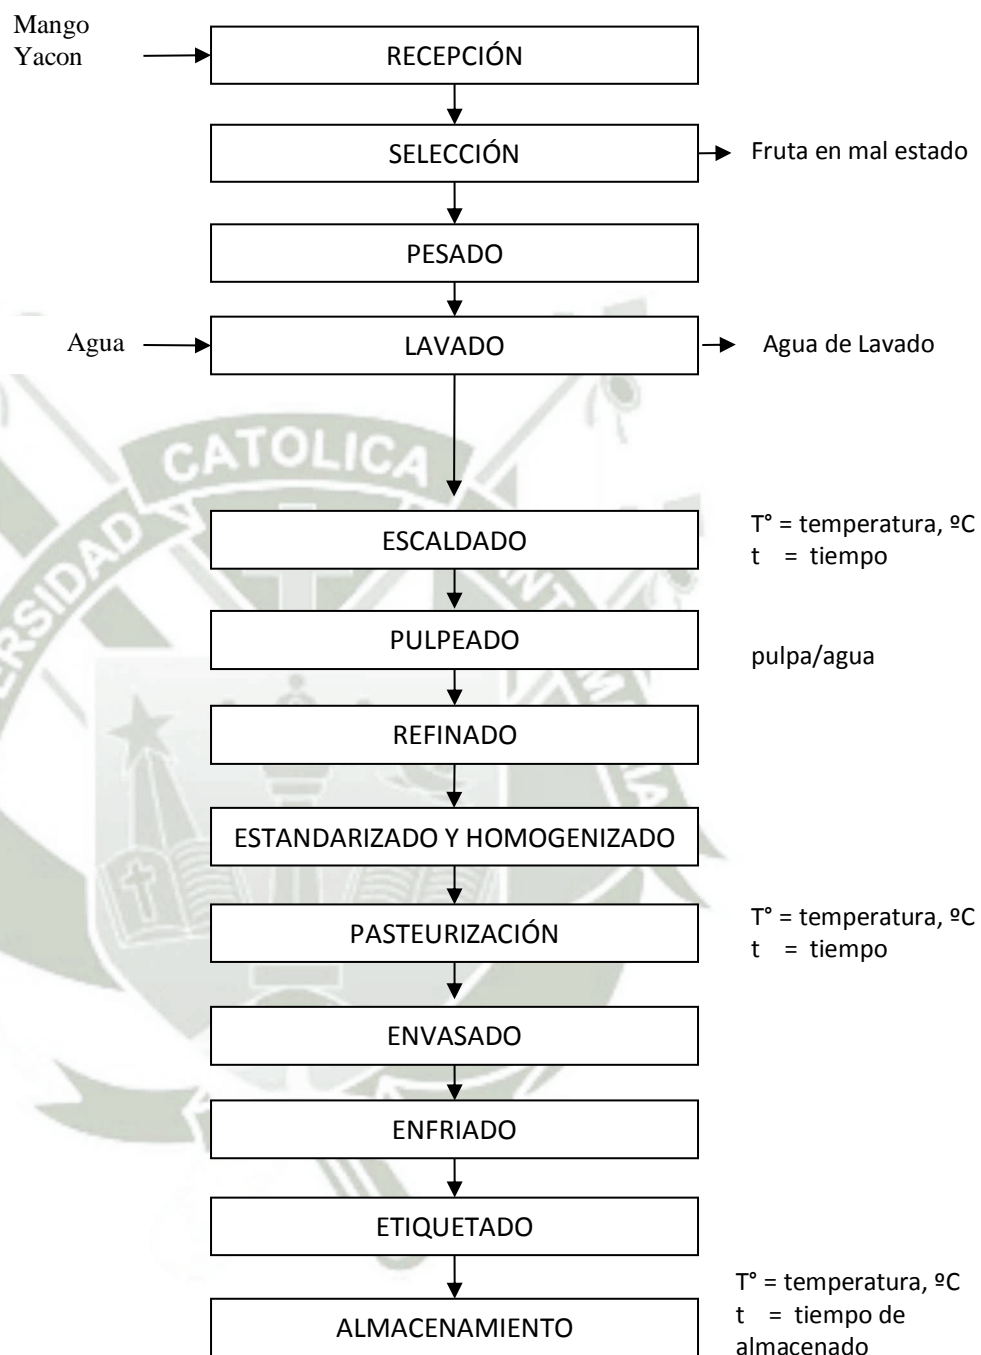 Mango
Yacon
RECEPCIÓN
SELECCIÓN
Fruta en mal estado
PESADO
Agua
LAVADO
Agua de Lavado
CATOLICA
ESCALDADO
T° = temperatura, ºC
t = tiempo
PULPEADO
pulpa/agua
REFINADO
ESTANDARIZADO Y HOMOGENIZADO
PASTEURIZACIÓN
T° = temperatura, ºC
t = tiempo
ENVASADO
ENFRIADO
ETIQUETADO
ALMACENAMIENTO
T° = temperatura, ºC
t = tiempo de
almacenado